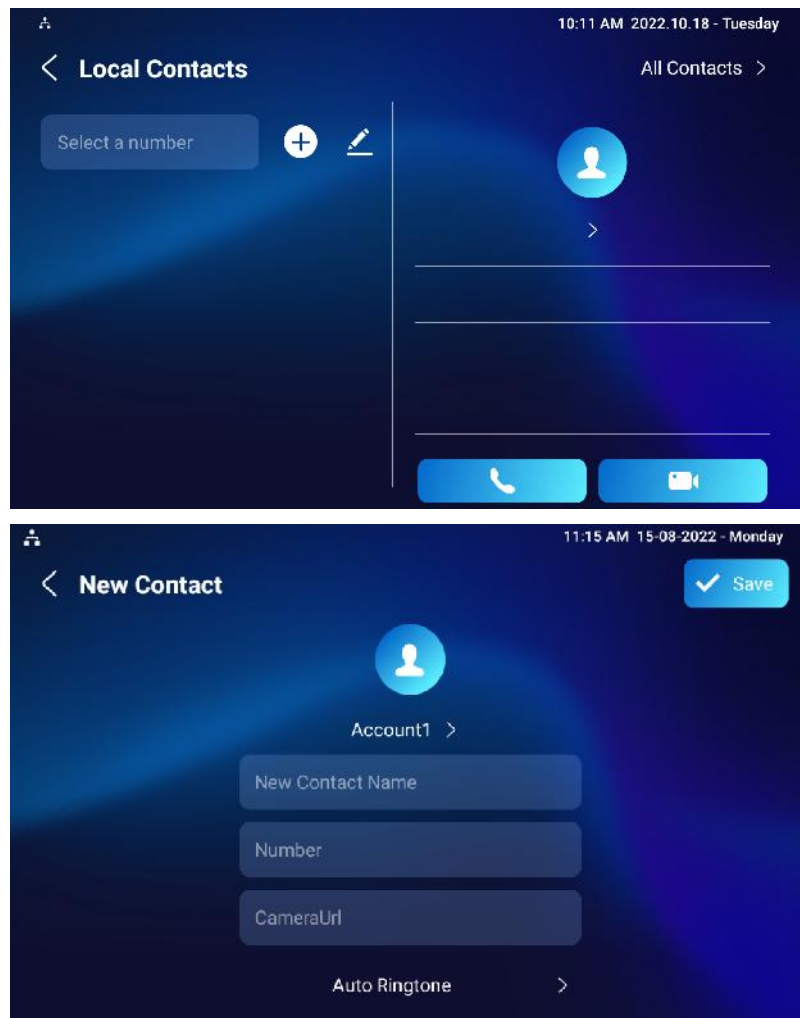 10:11 AM 2022.10.18 - Tuesday
Local Contacts
All Contacts
Select a number
11:15 AM 15-08-2022 - Monday
New Contact
Save
Account1
New Contact Name
Number
CameraUrl
Auto Ringtone